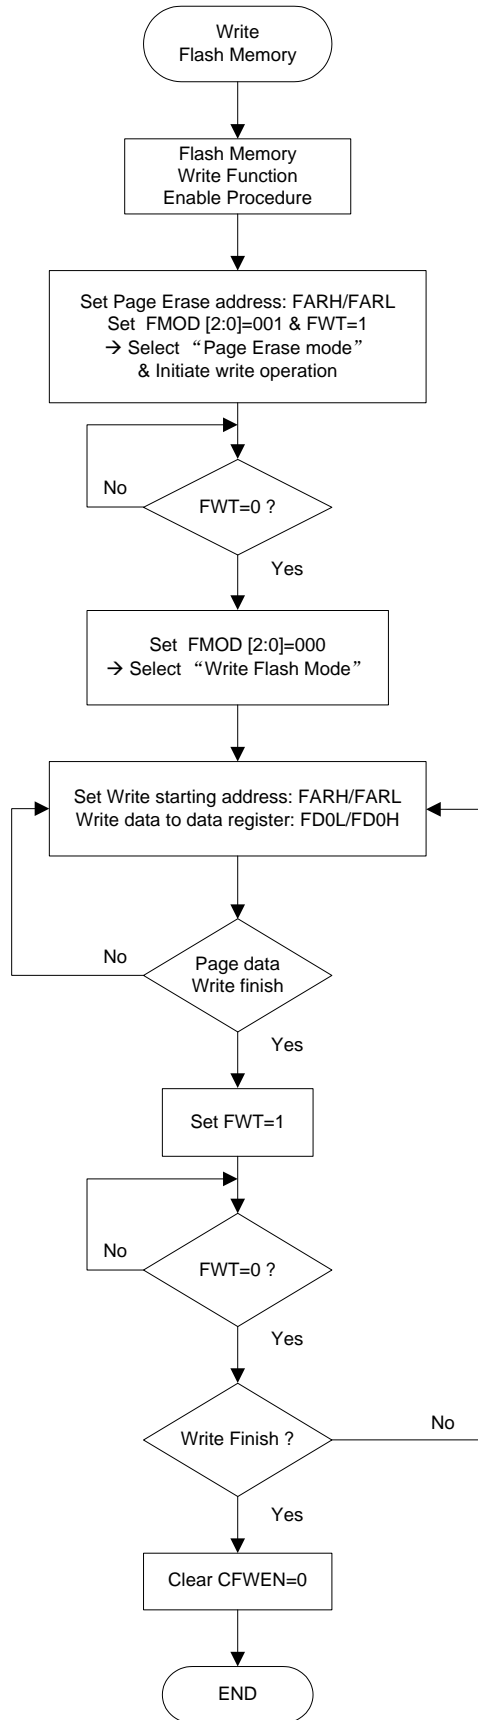 Write
Flash Memory
Flash Memory
Write Function
Enable Procedure
Set Page Erase address: FARH/FARL
Set FMOD [2:0]=001 & FWT=1
→ Select “Page Erase mode”
& Initiate write operation
No
FWT=0 ?
Yes
Set FMOD [2:0]=000
→ Select “Write Flash Mode”
Set Write starting address: FARH/FARL
Write data to data register: FD0L/FD0H
No
Page data
Write finish
Yes
Set FWT=1
No
FWT=0 ?
Yes
Write Finish ?
No
Yes
Clear CFWEN=0
END